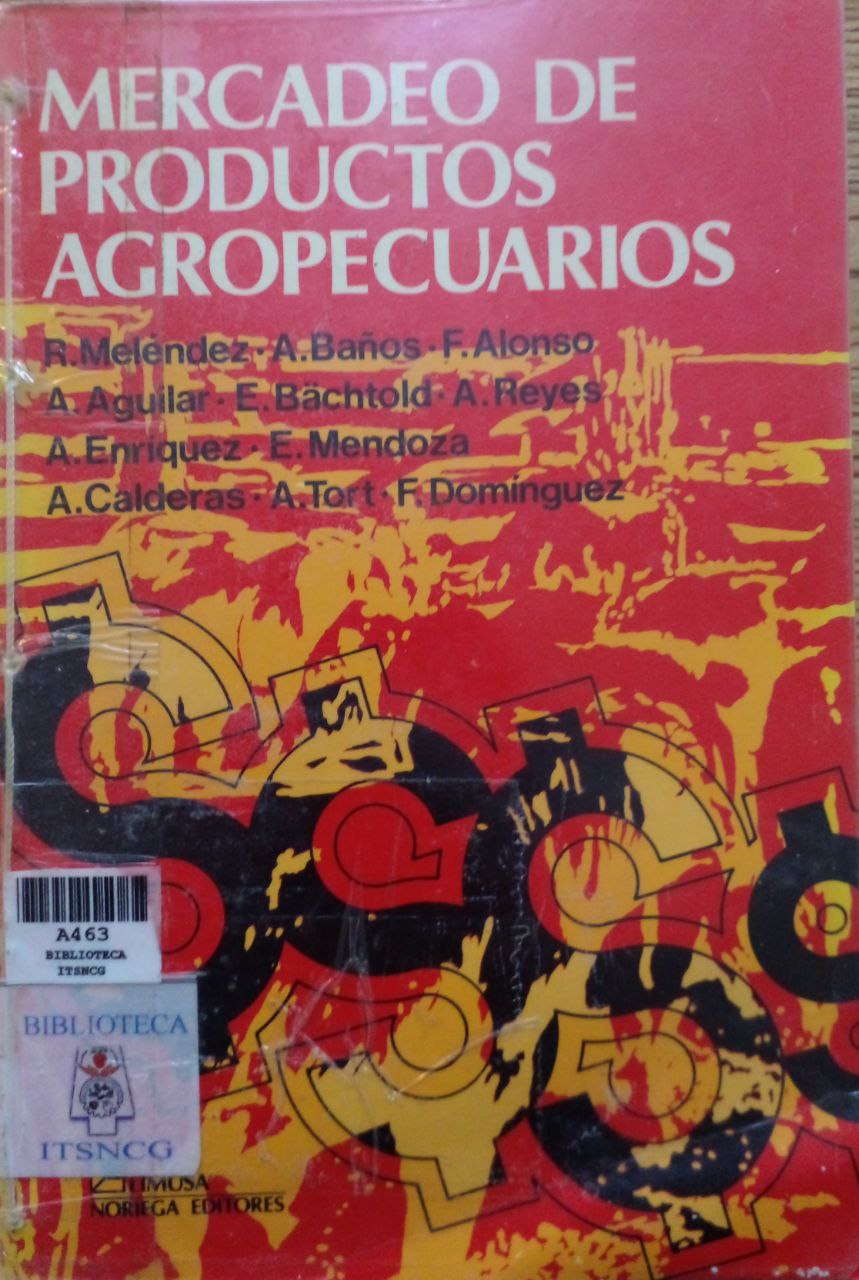 MERCADEO DE
PRODUCTOS
AGROPECUARIOS
R.Meléndez · A.Baños · F.Alonso
A. Aguilar · E.Bächtold · A.Reyes
A.Enríquez · E.Mendoza
A.Calderas · A.Tort · F.Domínguez
A463
BIBLIOTECA
ITSNCG
BIBLIOTECA
ITSNCG
LIMUSA
NORIEGA EDITORES